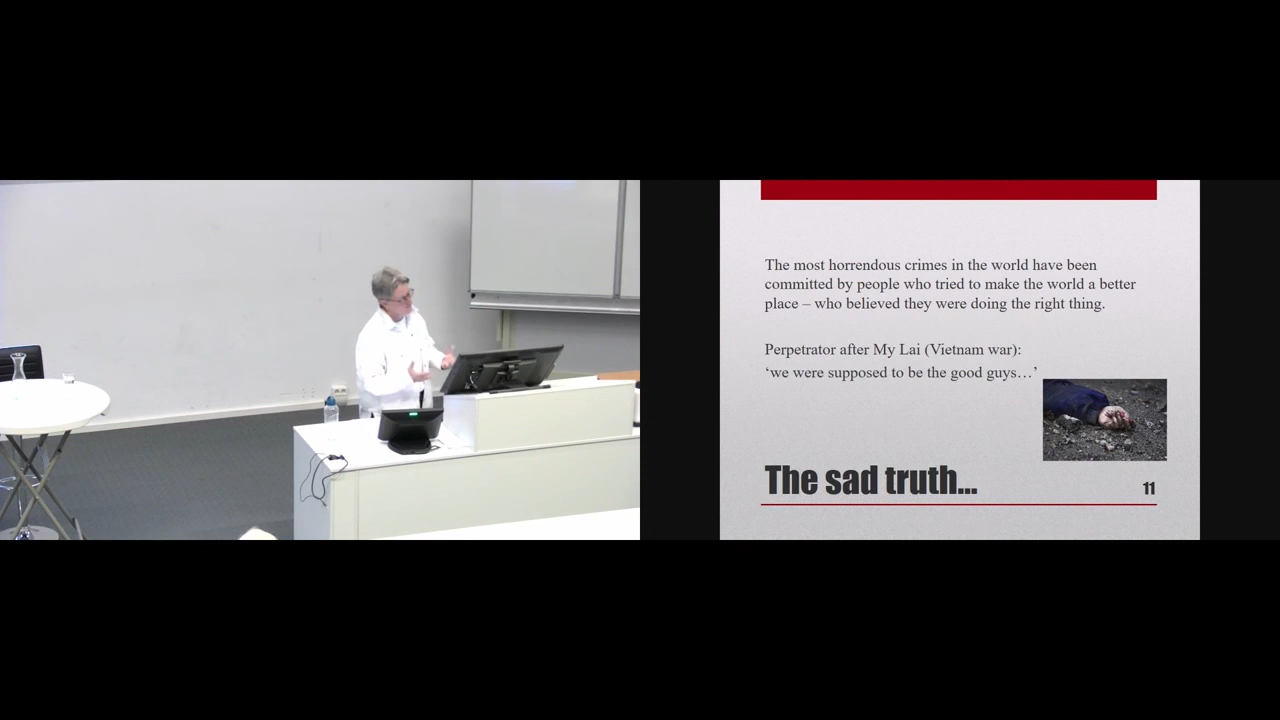 The most horrendous crimes in the world have been
committed by people who tried to make the world a better
place – who believed they were doing the right thing.
Perpetrator after My Lai (Vietnam war):
‘we were supposed to be the good guys…’
The sad truth...
11